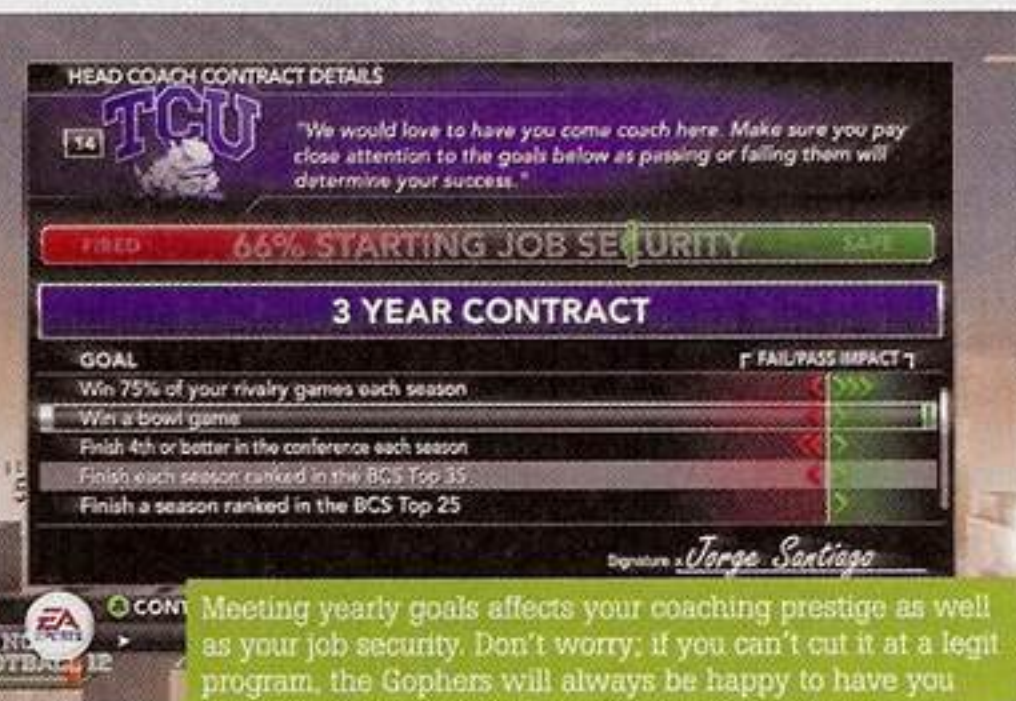 HEAD COACH CONTRACT DETAILS
14 TCU
"We would love to have you come coach here. Make sure you pay
close attention to the goals below as passing or failing them will
determine your success."
FIRED 66% STARTING JOB SECURITY SAFE
3 YEAR CONTRACT
GOAL FAIL/PASS IMPACT
Win 75% of your rivalry games each season
Win a bowl game
Finish 4th or better in the conference each season
Finish each season ranked in the BCS Top 35
Finish a season ranked in the BCS Top 25
Signature x Jorge Santiago
CONT
EA
SPORTS
12
Meeting yearly goals affects your coaching prestige as well
as your job security. Don't worry; if you can't cut it at a legit
program, the Gophers will always be happy to have you